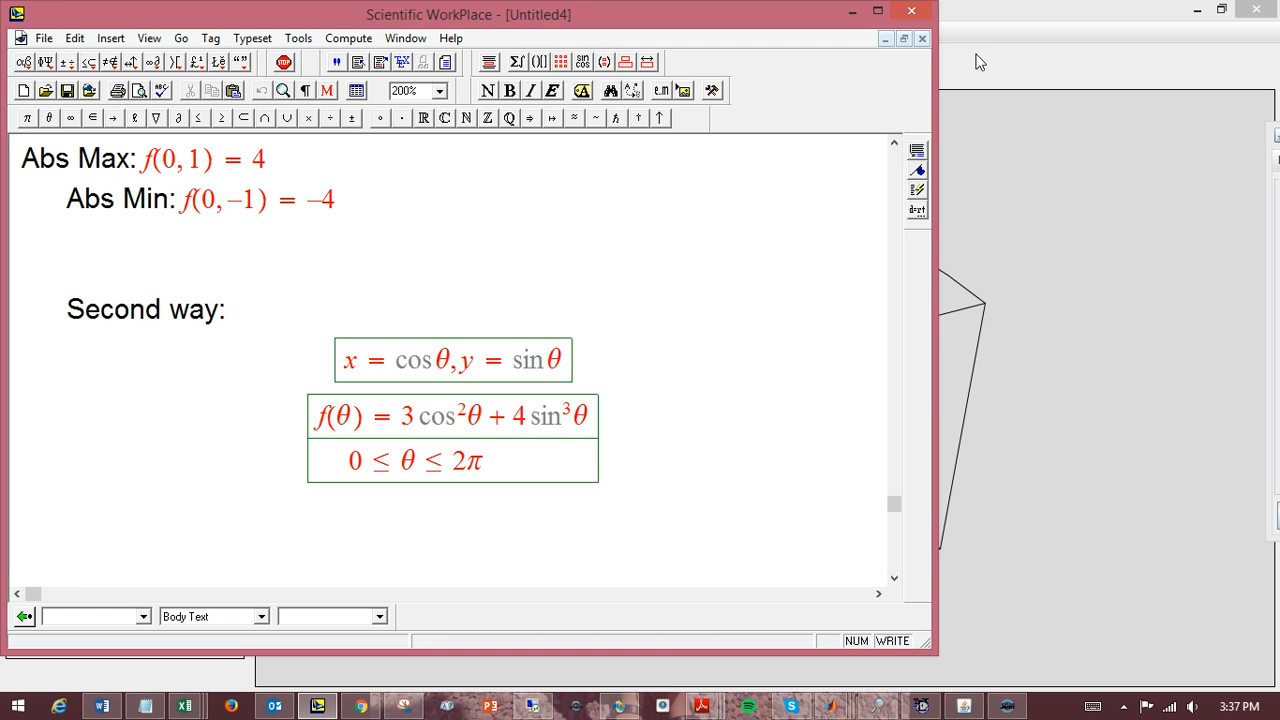 Scientific WorkPlace - [Untitled4]
File Edit Insert View Go Tag Typeset Tools Compute Window Help
200%
N B I E
π θ ∞ ∈ → ℓ ∇ ∂ ≤ ≥ ⊂ ∩ ∪ × ÷ ± ∘ · ℝ ℂ ℕ ℤ ℚ ⇒ ↦ ≈ ~ ℏ † ↑
Abs Max: f(0, 1) = 4
Abs Min: f(0, –1) = –4
Second way:
x = cos θ, y = sin θ
f(θ) = 3 cos²θ + 4 sin³θ
0 ≤ θ ≤ 2π
Body Text
NUM WRITE
3:37 PM